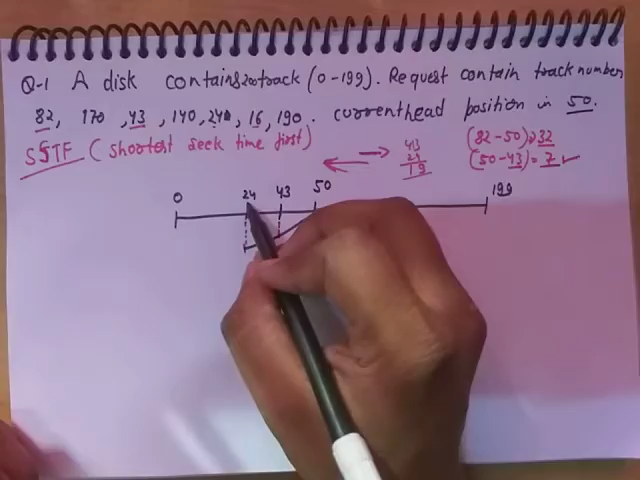 Q-1 A disk contains 200 track (0-199). Request contain track number
82, 170, 43, 140, 24, 16, 190. current head position in 50.
SSTF (shortest seek time first)
43
24
19
(82-50)=32
(50-43)=7 ✓
0 24 43 50 199